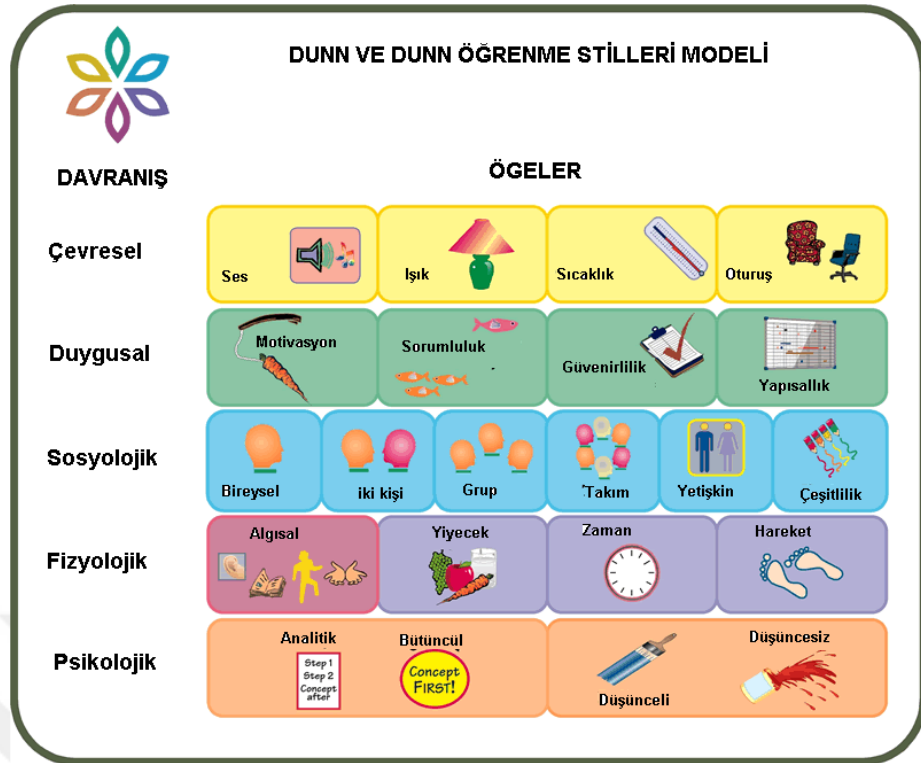 DUNN VE DUNN ÖĞRENME STİLLERİ MODELİ
DAVRANIŞ
ÖGELER
Çevresel
Ses
Işık
Sıcaklık
Oturuş
Duygusal
Motivasyon
Sorumluluk
Güvenirlilik
Yapısallık
Sosyolojik
Bireysel
iki kişi
Grup
Takım
Yetişkin
Çeşitlilik
Fizyolojik
Algısal
Yiyecek
Zaman
Hareket
Psikolojik
Analitik
Step 1
Step 2
Concept
after
Bütüncül
Concept
FIRST!
Düşünceli
Düşüncesiz